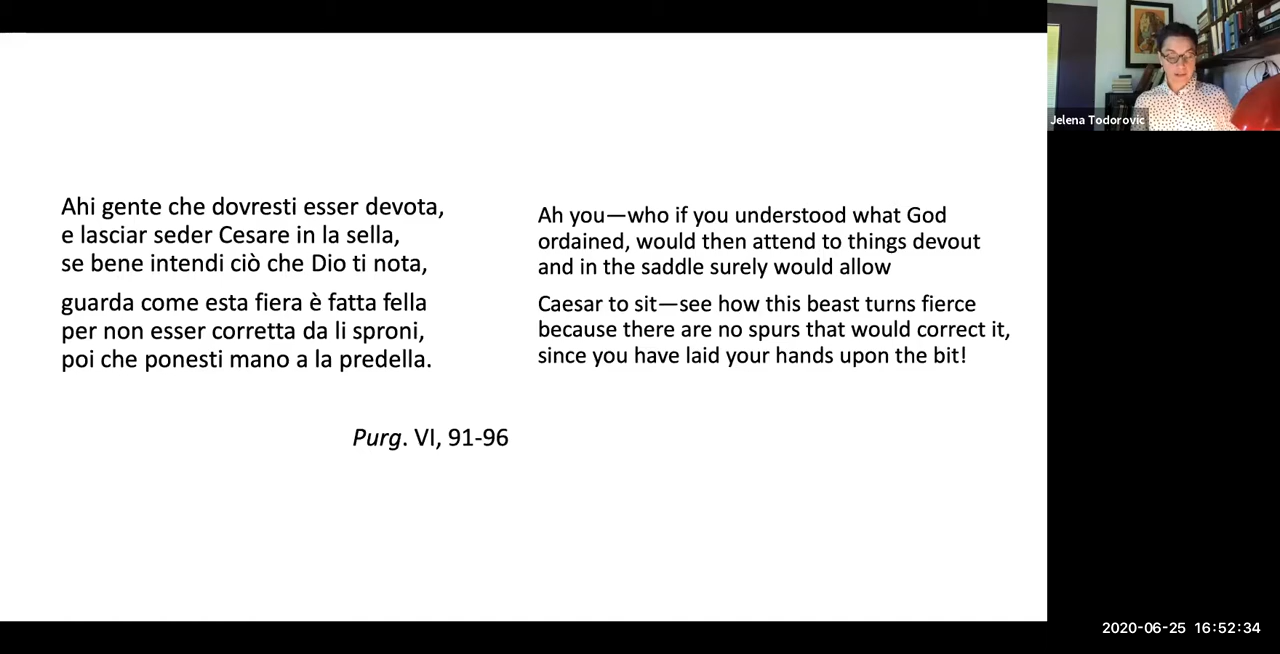 Ahi gente che dovresti esser devota,
e lasciar seder Cesare in la sella,
se bene intendi ciò che Dio ti nota,
guarda come esta fiera è fatta fella
per non esser corretta da li sproni,
poi che ponesti mano a la predella.
Ah you—who if you understood what God
ordained, would then attend to things devout
and in the saddle surely would allow
Caesar to sit—see how this beast turns fierce
because there are no spurs that would correct it,
since you have laid your hands upon the bit!
Purg. VI, 91-96
Jelena Todorovic
2020-06-25 16:52:34